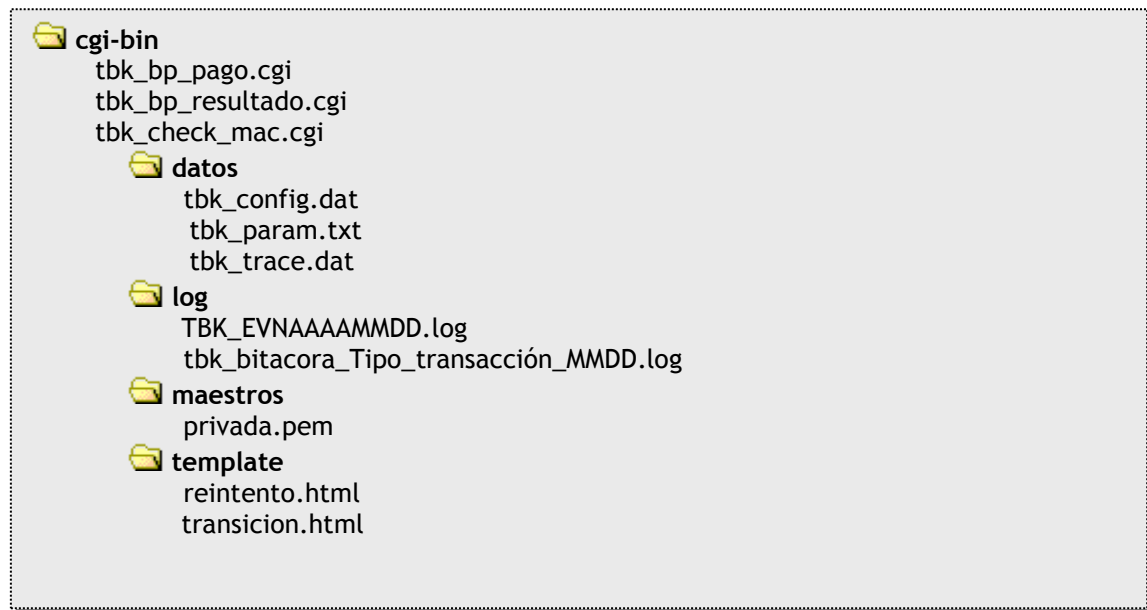 cgi-bin
tbk_bp_pago.cgi
tbk_bp_resultado.cgi
tbk_check_mac.cgi
datos
tbk_config.dat
tbk_param.txt
tbk_trace.dat
log
TBK_EVNAAAAMMDD.log
tbk_bitacora_Tipo_transacción_MMDD.log
maestros
privada.pem
template
reintento.html
transicion.html